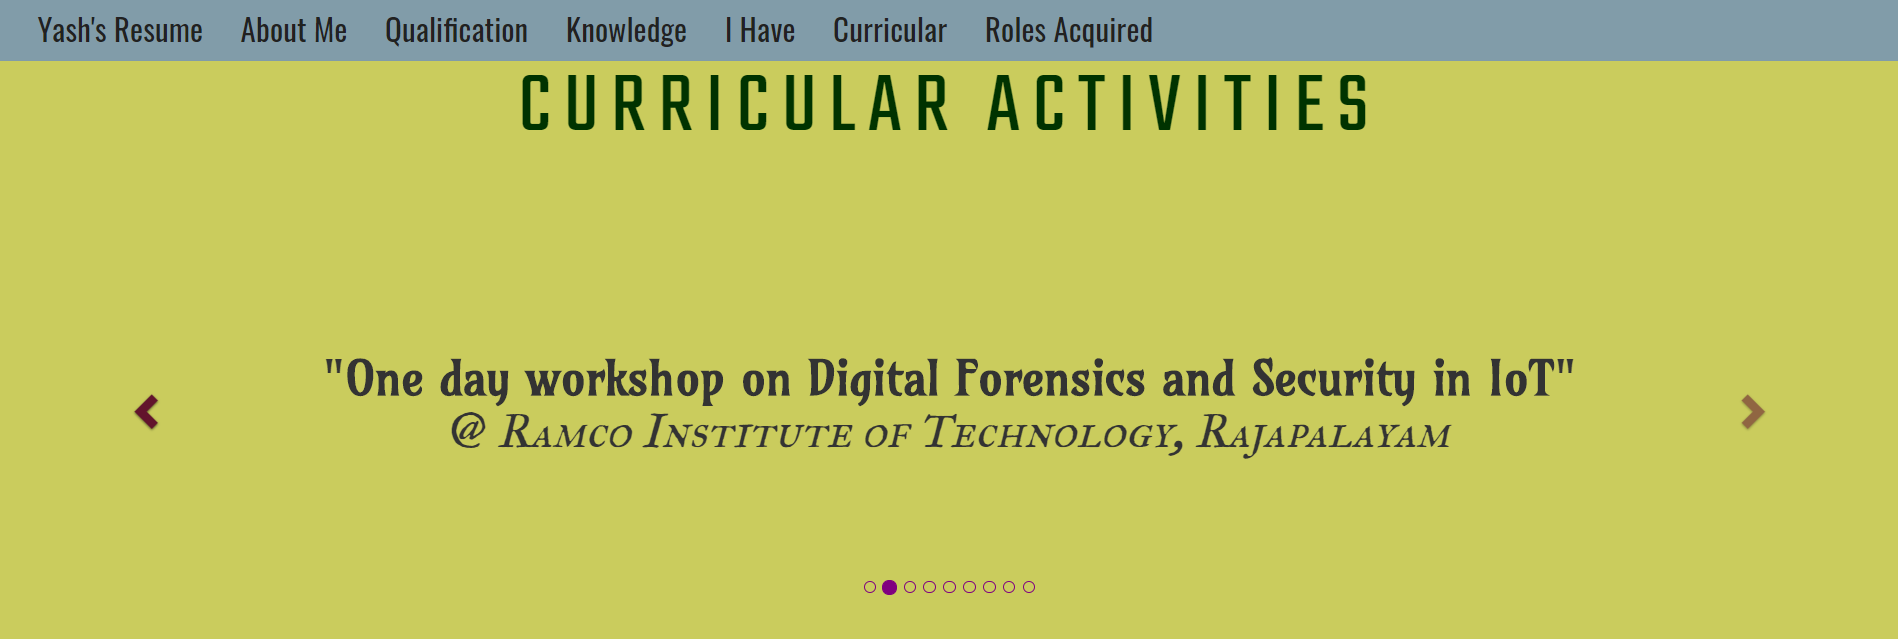 Yash's Resume About Me Qualification Knowledge I Have Curricular Roles Acquired
CURRICULAR ACTIVITIES
"One day workshop on Digital Forensics and Security in IoT"
@ Ramco Institute of Technology, Rajapalayam